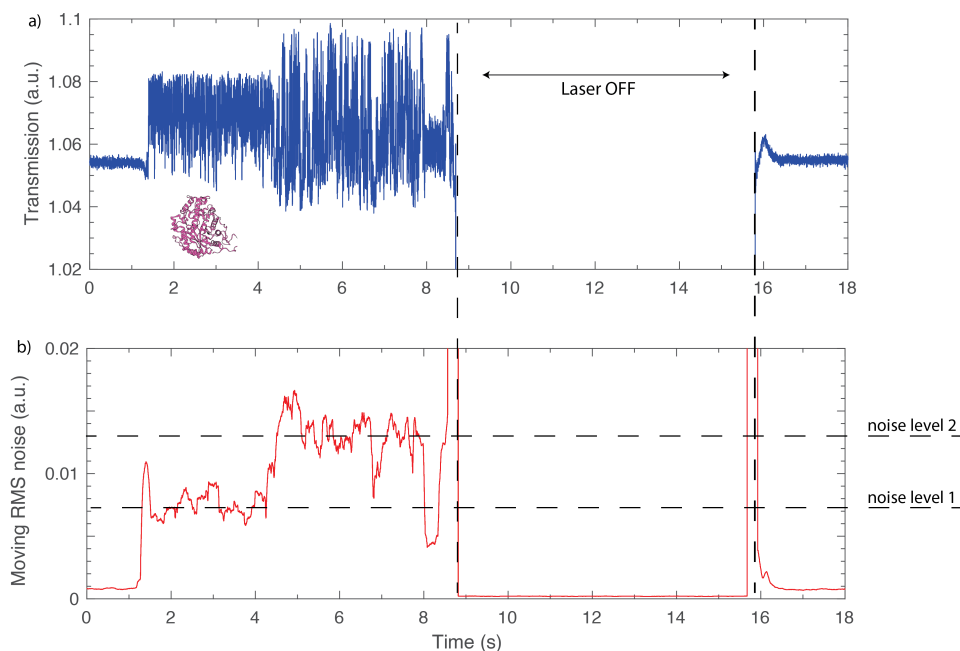 a)
Transmission (a.u.)
1.1
1.08
1.06
1.04
1.02
Laser OFF
0 2 4 6 8 10 12 14 16 18
b)
Moving RMS noise (a.u.)
0.02
0.01
0
noise level 2
noise level 1
0 2 4 6 8 10 12 14 16 18
Time (s)